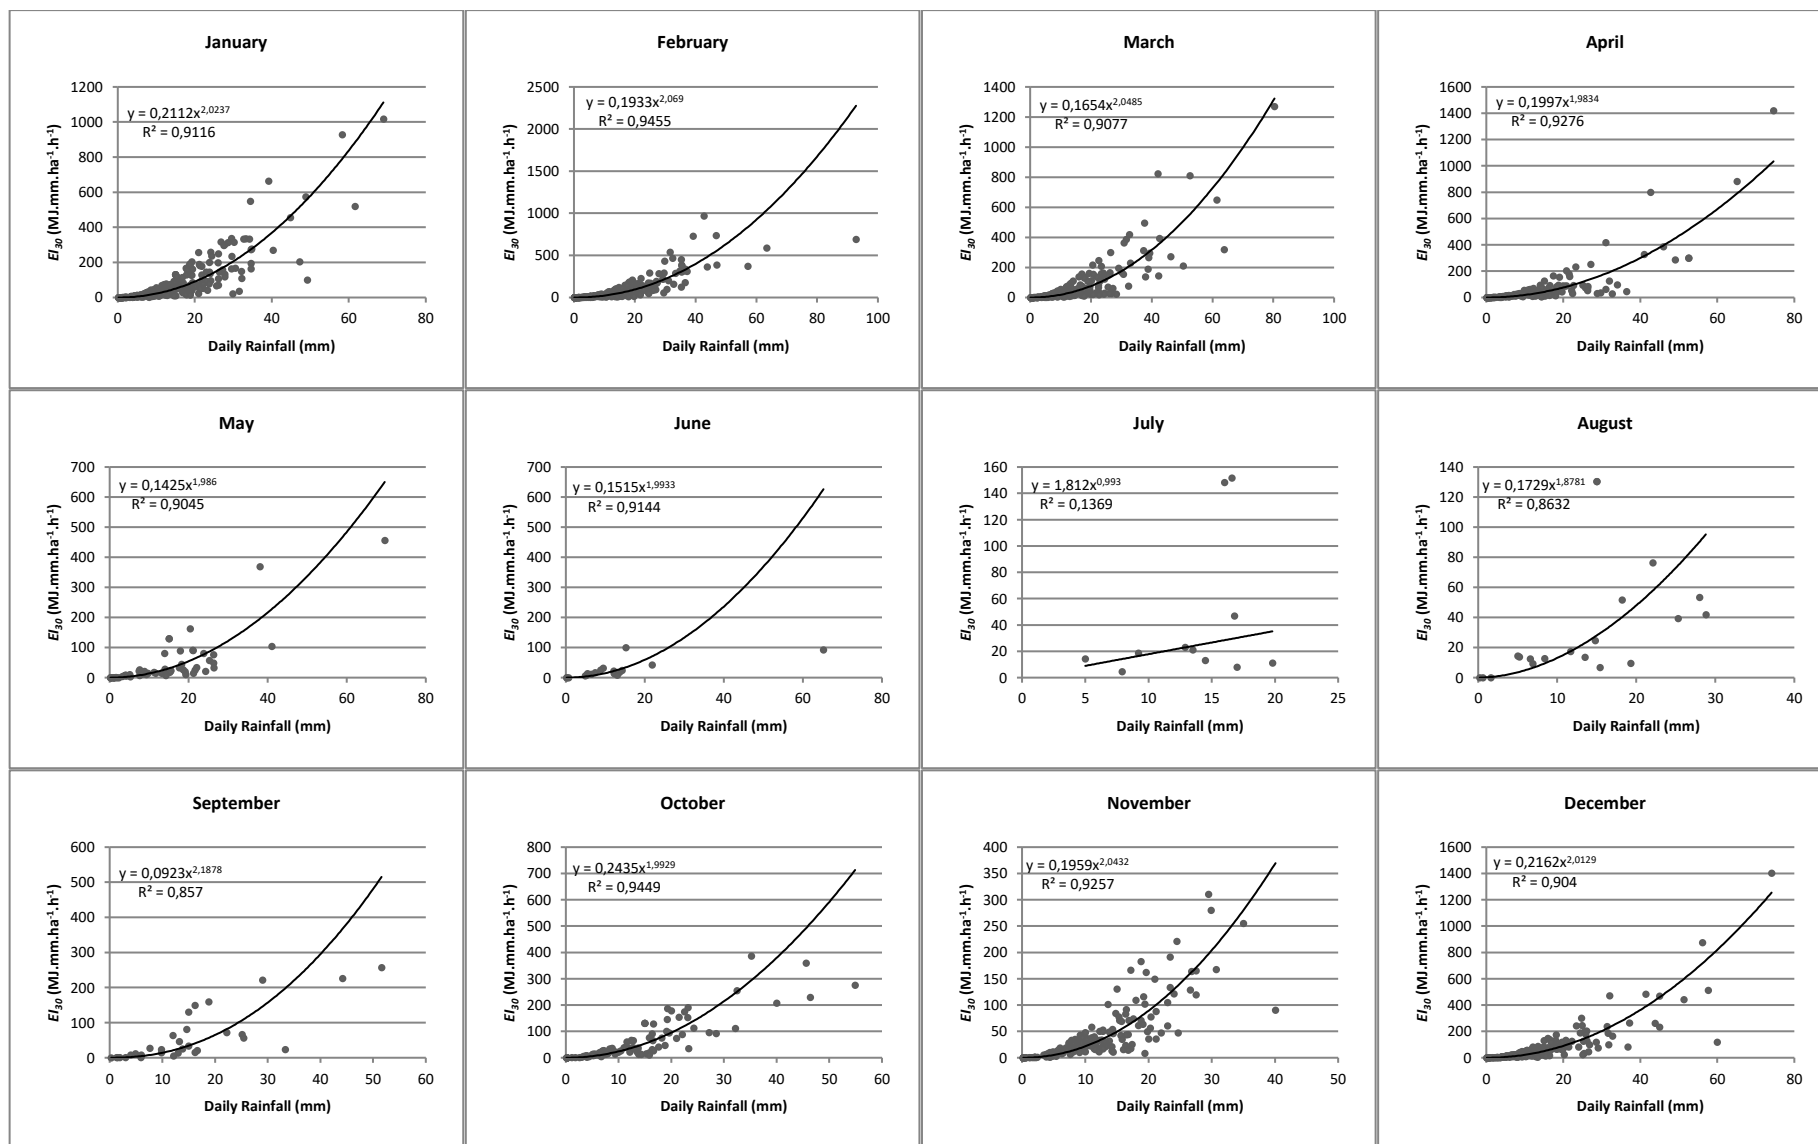 January
y = 0,2112x^2,0237
R² = 0,9116
EI₃₀ (MJ.mm.ha⁻¹.h⁻¹)
1200
1000
800
600
400
200
0
0 20 40 60 80
Daily Rainfall (mm)
February
y = 0,1933x^2,069
R² = 0,9455
EI₃₀ (MJ.mm.ha⁻¹.h⁻¹)
2500
2000
1500
1000
500
0
0 20 40 60 80 100
Daily Rainfall (mm)
March
y = 0,1654x^2,0485
R² = 0,9077
EI₃₀ (MJ.mm.ha⁻¹.h⁻¹)
1400
1200
1000
800
600
400
200
0
0 20 40 60 80 100
Daily Rainfall (mm)
April
y = 0,1997x^1,9834
R² = 0,9276
EI₃₀ (MJ.mm.ha⁻¹.h⁻¹)
1600
1400
1200
1000
800
600
400
200
0
0 20 40 60 80
Daily Rainfall (mm)
May
y = 0,1425x^1,986
R² = 0,9045
EI₃₀ (MJ.mm.ha⁻¹.h⁻¹)
700
600
500
400
300
200
100
0
0 20 40 60 80
Daily Rainfall (mm)
June
y = 0,1515x^1,9933
R² = 0,9144
EI₃₀ (MJ.mm.ha⁻¹.h⁻¹)
700
600
500
400
300
200
100
0
0 20 40 60 80
Daily Rainfall (mm)
July
y = 1,812x^0,993
R² = 0,1369
EI₃₀ (MJ.mm.ha⁻¹.h⁻¹)
160
140
120
100
80
60
40
20
0
0 5 10 15 20 25
Daily Rainfall (mm)
August
y = 0,1729x^1,8781
R² = 0,8632
EI₃₀ (MJ.mm.ha⁻¹.h⁻¹)
140
120
100
80
60
40
20
0
0 10 20 30 40
Daily Rainfall (mm)
September
y = 0,0923x^2,1878
R² = 0,857
EI₃₀ (MJ.mm.ha⁻¹.h⁻¹)
600
500
400
300
200
100
0
0 10 20 30 40 50 60
Daily Rainfall (mm)
October
y = 0,2435x^1,9929
R² = 0,9449
EI₃₀ (MJ.mm.ha⁻¹.h⁻¹)
800
700
600
500
400
300
200
100
0
0 10 20 30 40 50 60
Daily Rainfall (mm)
November
y = 0,1959x^2,0432
R² = 0,9257
EI₃₀ (MJ.mm.ha⁻¹.h⁻¹)
400
350
300
250
200
150
100
50
0
0 10 20 30 40 50
Daily Rainfall (mm)
December
y = 0,2162x^2,0129
R² = 0,904
EI₃₀ (MJ.mm.ha⁻¹.h⁻¹)
1600
1400
1200
1000
800
600
400
200
0
0 20 40 60 80
Daily Rainfall (mm)